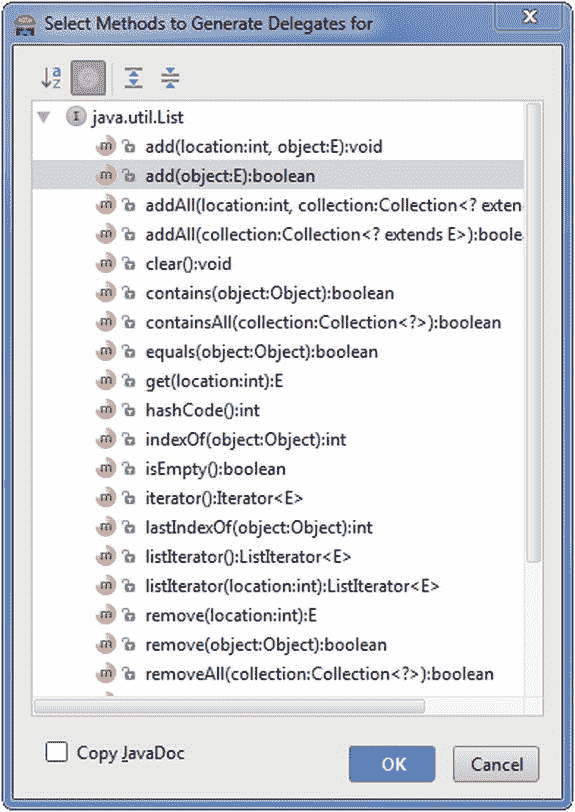 Select Methods to Generate Delegates for
java.util.List
add(location:int, object:E):void
add(object:E):boolean
addAll(location:int, collection:Collection<? exten
addAll(collection:Collection<? extends E>):boole
clear():void
contains(object:Object):boolean
containsAll(collection:Collection<?>):boolean
equals(object:Object):boolean
get(location:int):E
hashCode():int
indexOf(object:Object):int
isEmpty():boolean
iterator():Iterator<E>
lastIndexOf(object:Object):int
listIterator():ListIterator<E>
listIterator(location:int):ListIterator<E>
remove(location:int):E
remove(object:Object):boolean
removeAll(collection:Collection<?>):boolean
Copy JavaDoc
OK Cancel